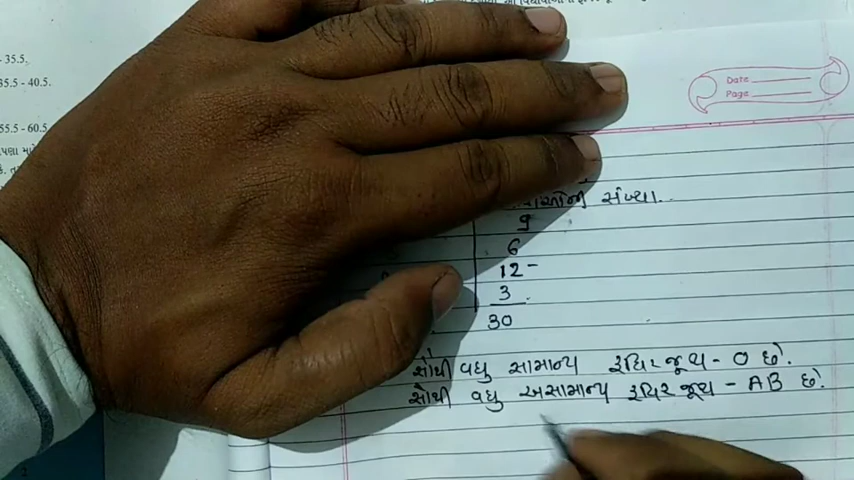 - 35.5,
35.5 - 40.5,
55.5 - 60.5,
Date
Page
સંખ્યા.
9
6
12 -
3
30
સૌથી વધુ સામાન્ય રૂધિરજૂથ - O છે.
સૌથી વધુ અસામાન્ય રૂધિરજૂથ - AB છે.